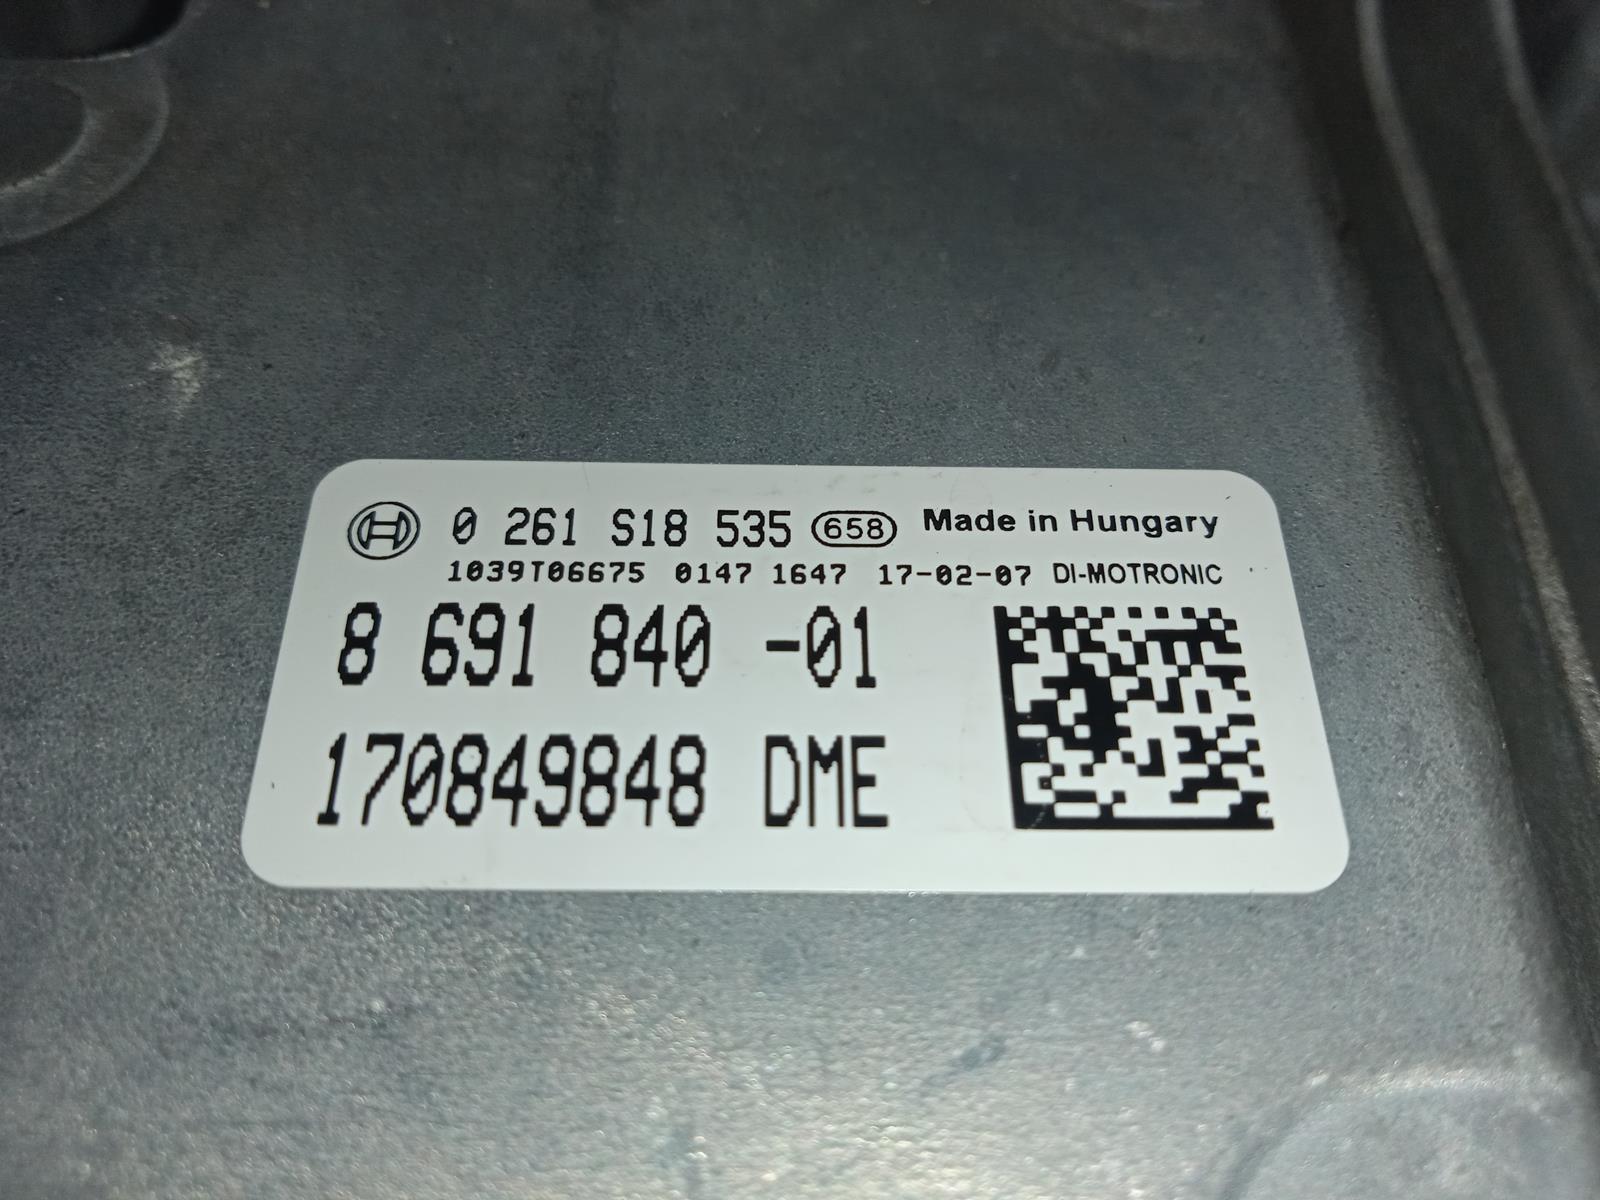 0 261 S18 535 658 Made in Hungary
1039T06675 0147 1647 17-02-07 DI-MOTRONIC
8 691 840 -01
170849848 DME